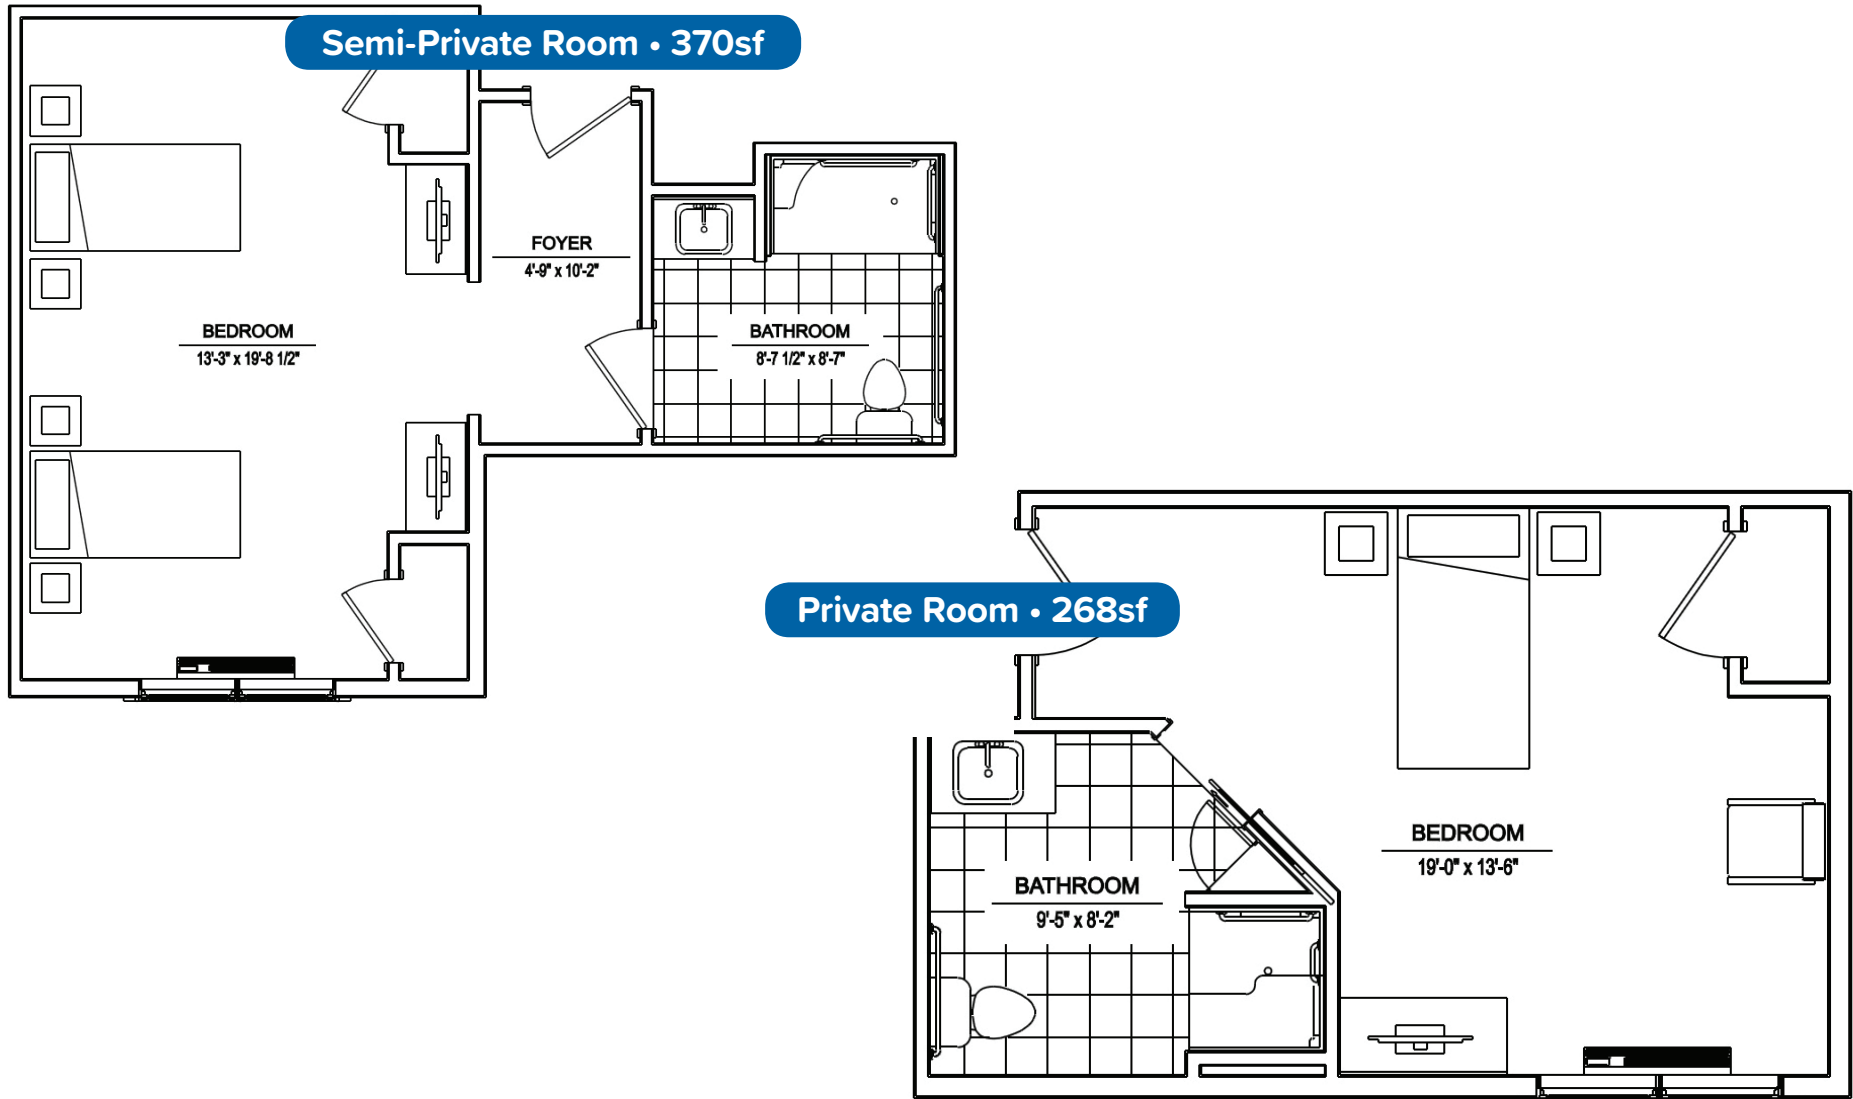 Semi-Private Room • 370sf
FOYER
4'-9" x 10'-2"
BEDROOM
13'-3" x 19'-8 1/2"
BATHROOM
8'-7 1/2" x 8'-7"
Private Room • 268sf
BEDROOM
19'-0" x 13'-6"
BATHROOM
9'-5" x 8'-2"